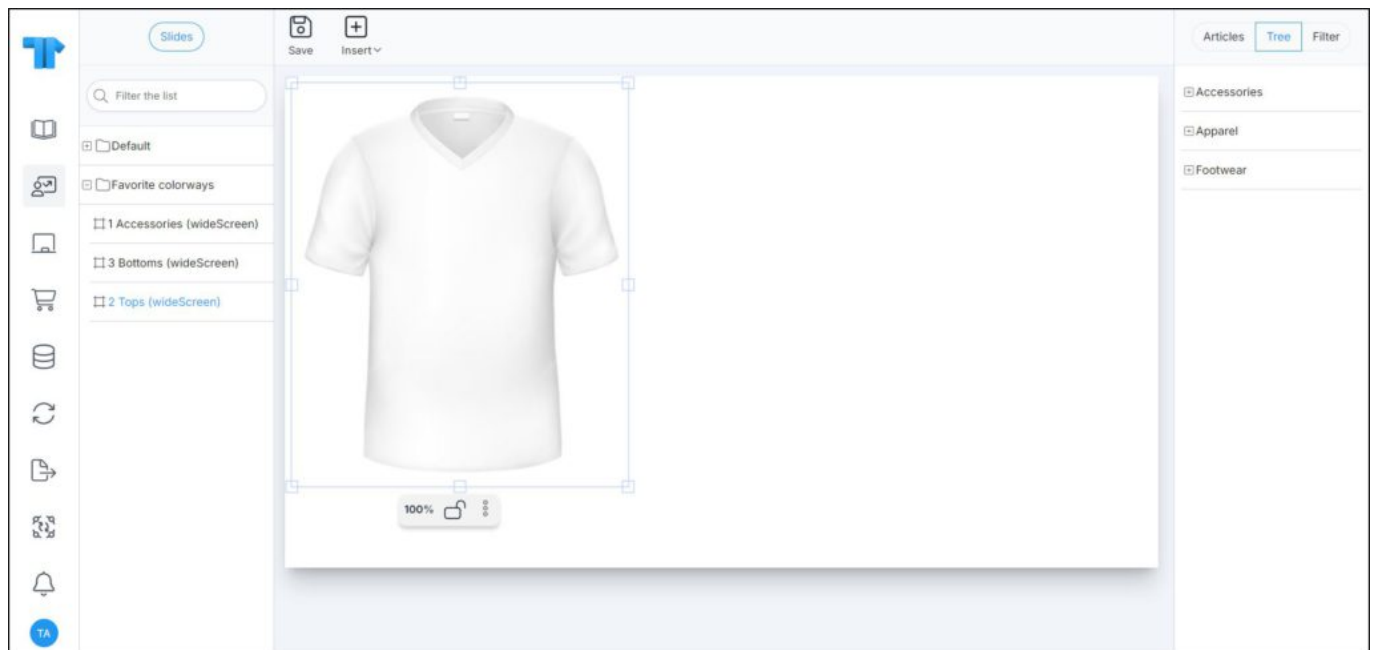 Slides
Save
Insert
Articles
Tree
Filter
Filter the list
Default
Favorite colorways
1 Accessories (wideScreen)
3 Bottoms (wideScreen)
2 Tops (wideScreen)
100%
Accessories
Apparel
Footwear
TA